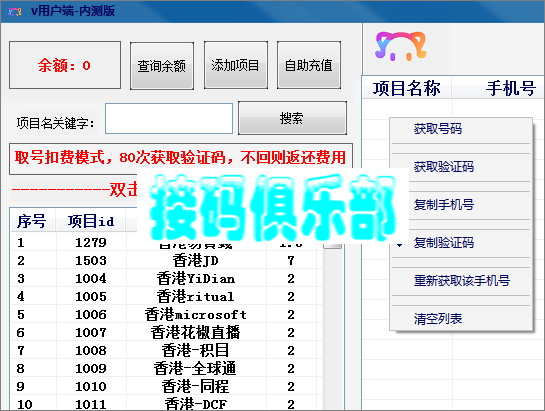 v用户端-内测版
余额：0
查询余额
添加项目
自助充值
项目名关键字：
搜索
取号扣费模式，80次获取验证码，不回则返还费用
双击
接码俱乐部
序号 项目id
1 1279
2 1503 香港JD 7
3 1004 香港YiDian 2
4 1005 香港ritual 2
5 1006 香港microsoft 2
6 1007 香港花椒直播 2
7 1008 香港-积目 2
8 1009 香港-全球通 2
9 1010 香港-同程 2
10 1011 香港-DCF 2
项目名称 手机号
获取号码
获取验证码
复制手机号
复制验证码
重新获取该手机号
清空列表